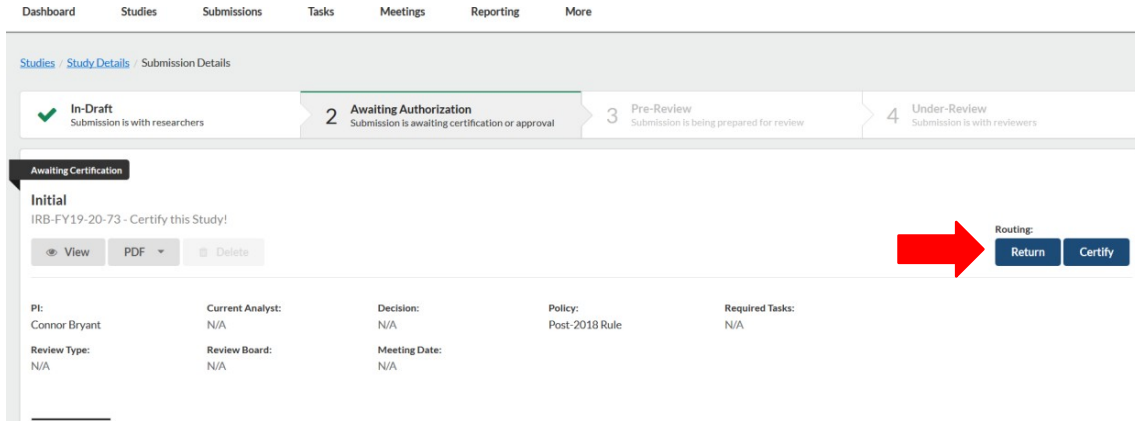 Dashboard Studies Submissions Tasks Meetings Reporting More
Studies / Study Details / Submission Details
In-Draft
Submission is with researchers
2 Awaiting Authorization
Submission is awaiting certification or approval
3 Pre-Review
Submission is being prepared for review
4 Under-Review
Submission is with reviewers
Awaiting Certification
Initial
IRB-FY19-20-73 - Certify this Study!
Routing:
View PDF Delete Return Certify
PI: Current Analyst: Decision: Policy: Required Tasks:
Connor Bryant N/A N/A Post-2018 Rule N/A
Review Type: Review Board: Meeting Date:
N/A N/A N/A